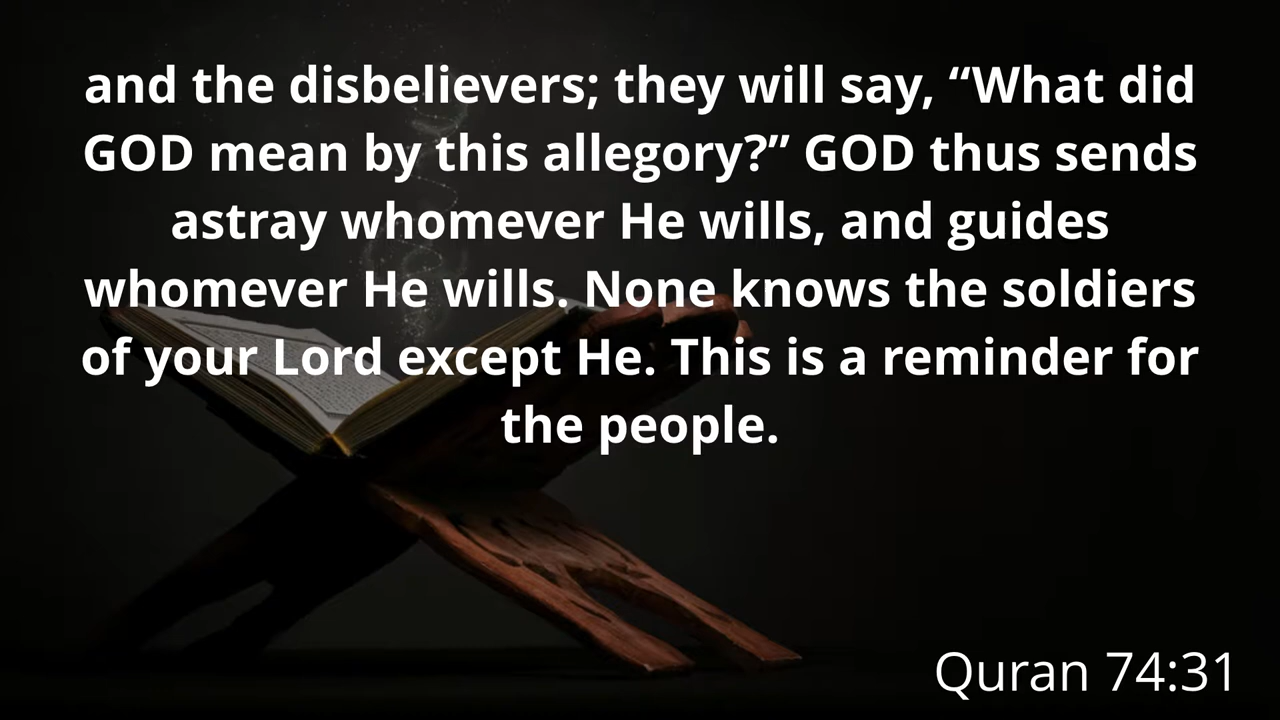 and the disbelievers; they will say, “What did
GOD mean by this allegory?” GOD thus sends
astray whomever He wills, and guides
whomever He wills. None knows the soldiers
of your Lord except He. This is a reminder for
the people.
Quran 74:31